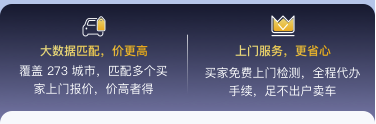 大数据匹配，价更高
覆盖 273 城市，匹配多个买
家上门报价，价高者得
上门服务，更省心
买家免费上门检测，全程代办
手续，足不出户卖车